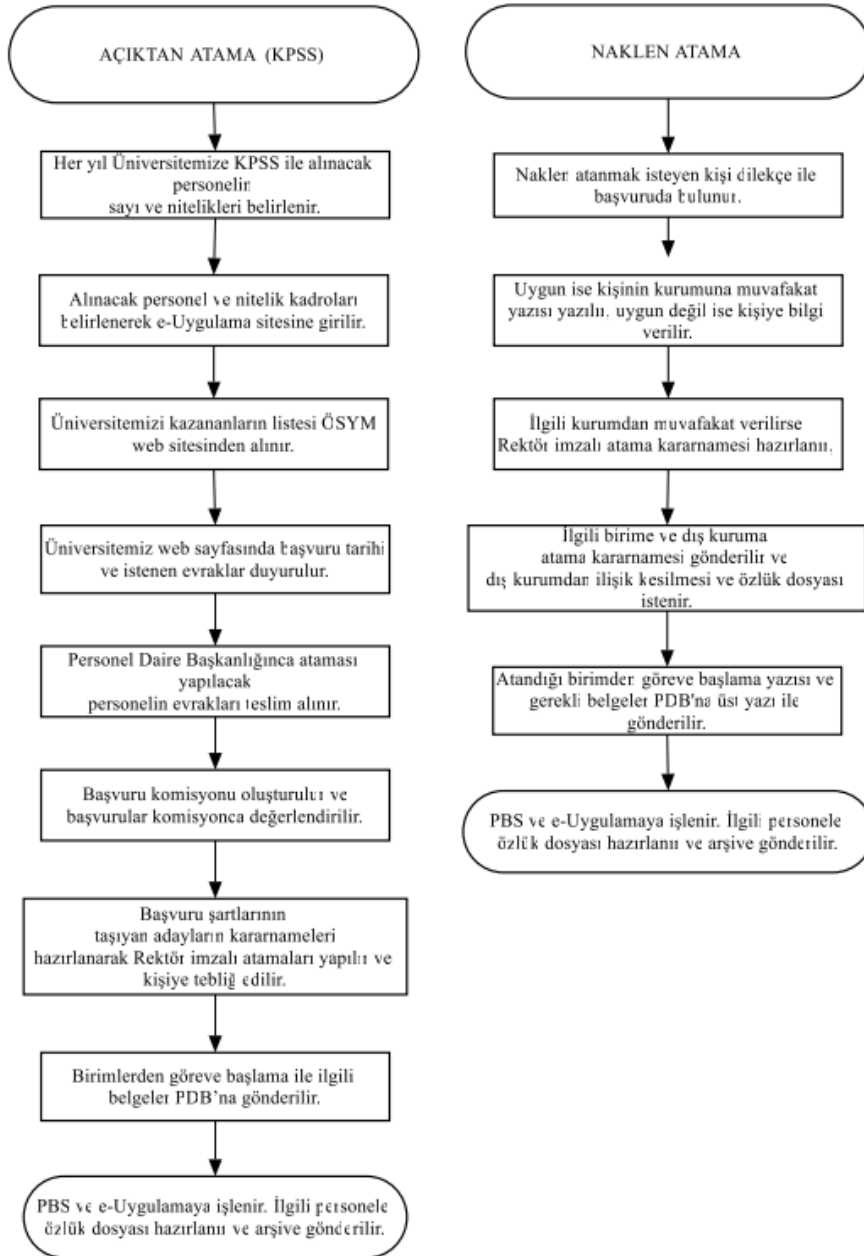 AÇIKTAN ATAMA (KPSS)
Her yıl Üniversitemize KPSS ile alınacak
personelin
sayı ve nitelikleri belirlenir.
Alınacak personel ve nitelik kadroları
belirlenerek e-Uygulama sitesine girilir.
Üniversitemizi kazananların listesi ÖSYM
web sitesinden alınır.
Üniversitemiz web sayfasında başvuru tarihi
ve istenen evraklar duyurulur.
Personel Daire Başkanlığınca ataması
yapılacak
personelin evrakları teslim alınır.
Başvuru komisyonu oluşturulur ve
başvurular komisyonca değerlendirilir.
Başvuru şartlarının
taşıyan adayların kararnameleri
hazırlanarak Rektör imzalı atamaları yapılır ve
kişiye tebliğ edilir.
Birimlerden göreve başlama ile ilgili
belgeler PDB'na gönderilir.
PBS ve e-Uygulamaya işlenir. İlgili personele
özlük dosyası hazırlanır ve arşive gönderilir.
NAKLEN ATAMA
Naklen atanmak isteyen kişi dilekçe ile
başvuruda bulunur.
Uygun ise kişinin kurumuna muvafakat
yazısı yazılır, uygun değil ise kişiye bilgi
verilir.
İlgili kurumdan muvafakat verilirse
Rektör imzalı atama kararnamesi hazırlanır.
İlgili birime ve dış kuruma
atama kararnamesi gönderilir ve
dış kurumdan ilişik kesilmesi ve özlük dosyası
istenir.
Atandığı birimden göreve başlama yazısı ve
gerekli belgeler PDB'na üst yazı ile
gönderilir.
PBS ve e-Uygulamaya işlenir. İlgili personele
özlük dosyası hazırlanır ve arşive gönderilir.